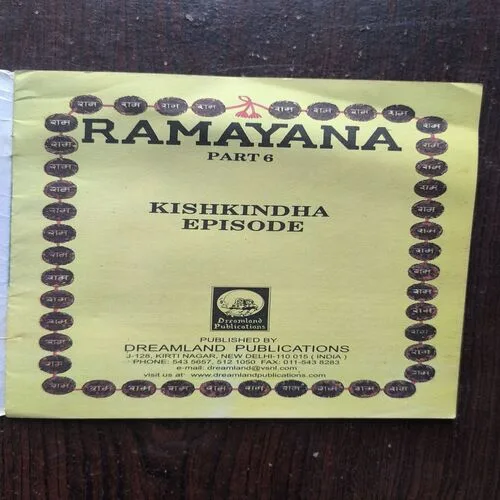 राम राम राम राम राम राम राम राम
RAMAYANA
PART 6
KISHKINDHA
EPISODE
Dreamland
Publications
PUBLISHED BY
DREAMLAND PUBLICATIONS
J-128, KIRTI NAGAR, NEW DELHI-110 015 ( INDIA )
PHONE: 543 5657, 512 1050 FAX: 011-543 8283
e-mail: dreamland@vsnl.com
visit us at www.dreamlandpublications.com
राम राम राम राम राम राम राम राम राम